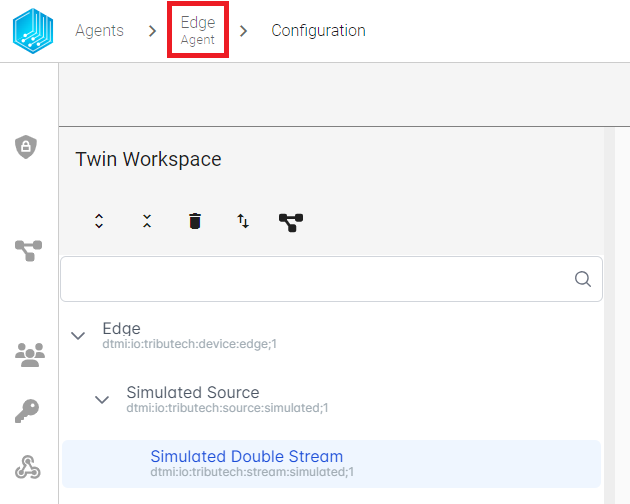 Agents
Edge
Agent
Configuration
Twin Workspace
Edge
dtmi:io:tributech:device:edge;1
Simulated Source
dtmi:io:tributech:source:simulated;1
Simulated Double Stream
dtmi:io:tributech:stream:simulated;1